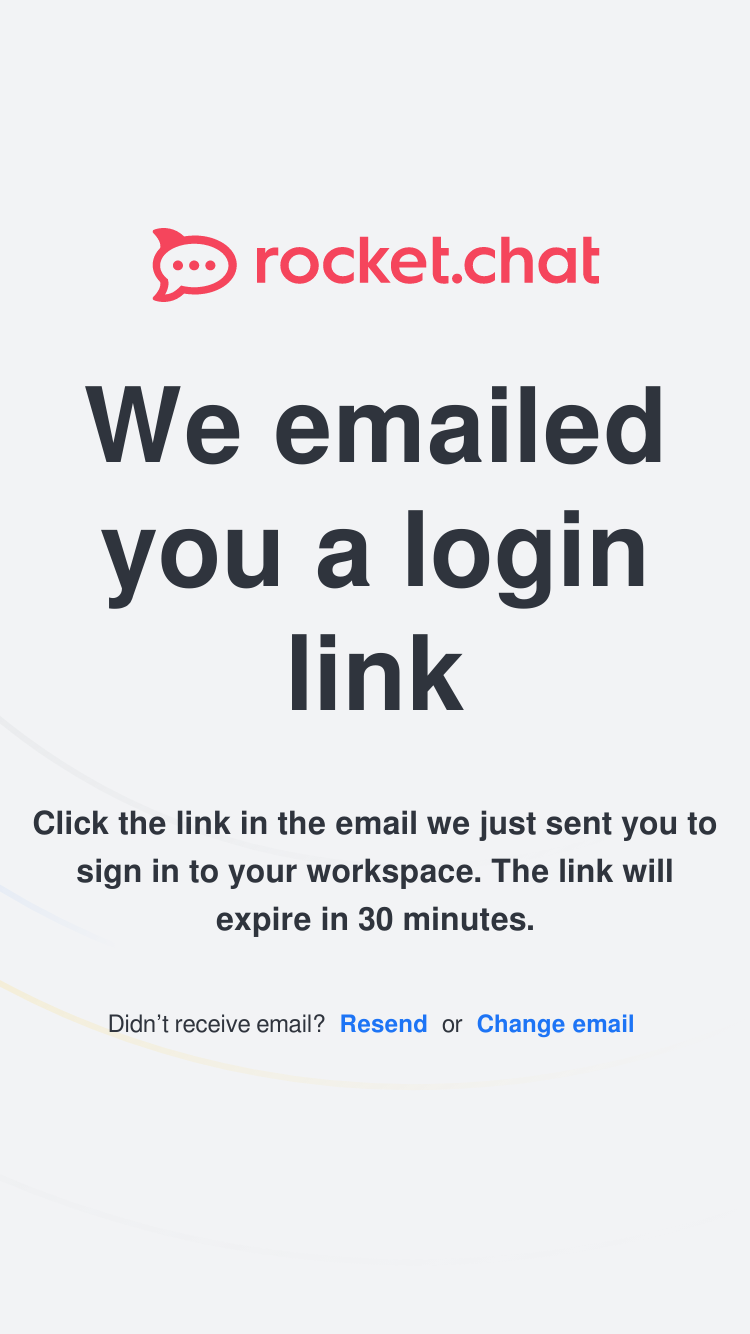 rocket.chat
We emailed
you a login
link
Click the link in the email we just sent you to
sign in to your workspace. The link will
expire in 30 minutes.
Didn’t receive email? Resend or Change email